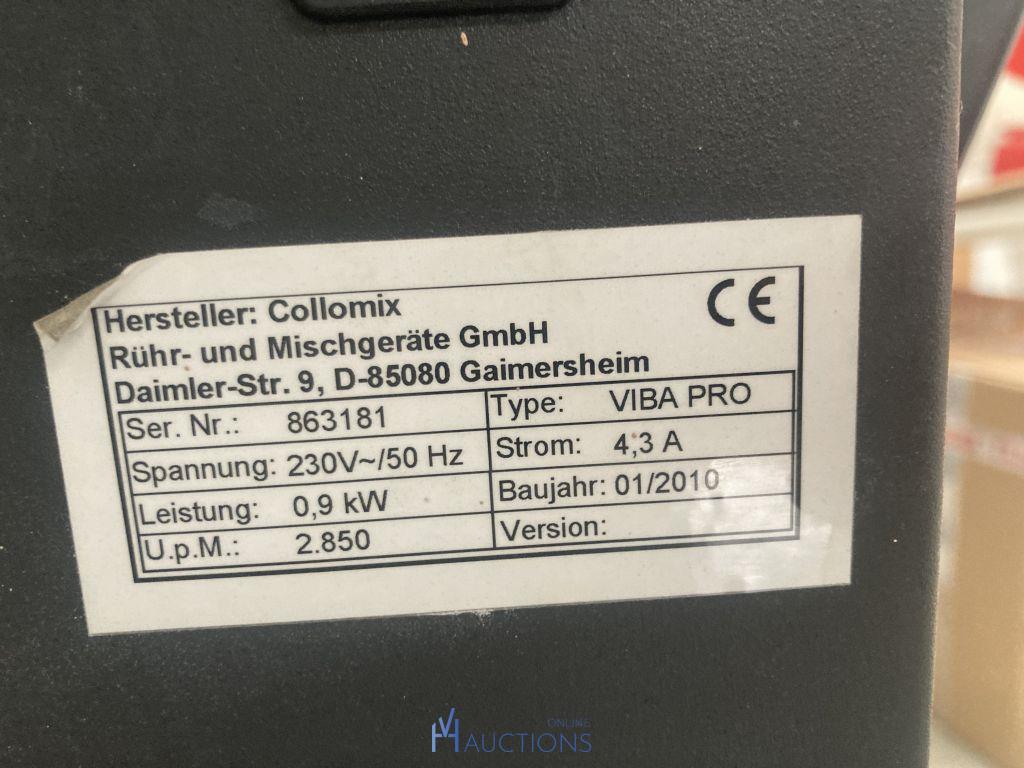 Hersteller: Collomix
Rühr- und Mischgeräte GmbH
Daimler-Str. 9, D-85080 Gaimersheim
CE
Ser. Nr.: 863181
Type: VIBA PRO
Spannung: 230V~/50 Hz
Strom: 4,3 A
Leistung: 0,9 kW
Baujahr: 01/2010
U.p.M.: 2.850
Version:
HV ONLINE
AUCTIONS